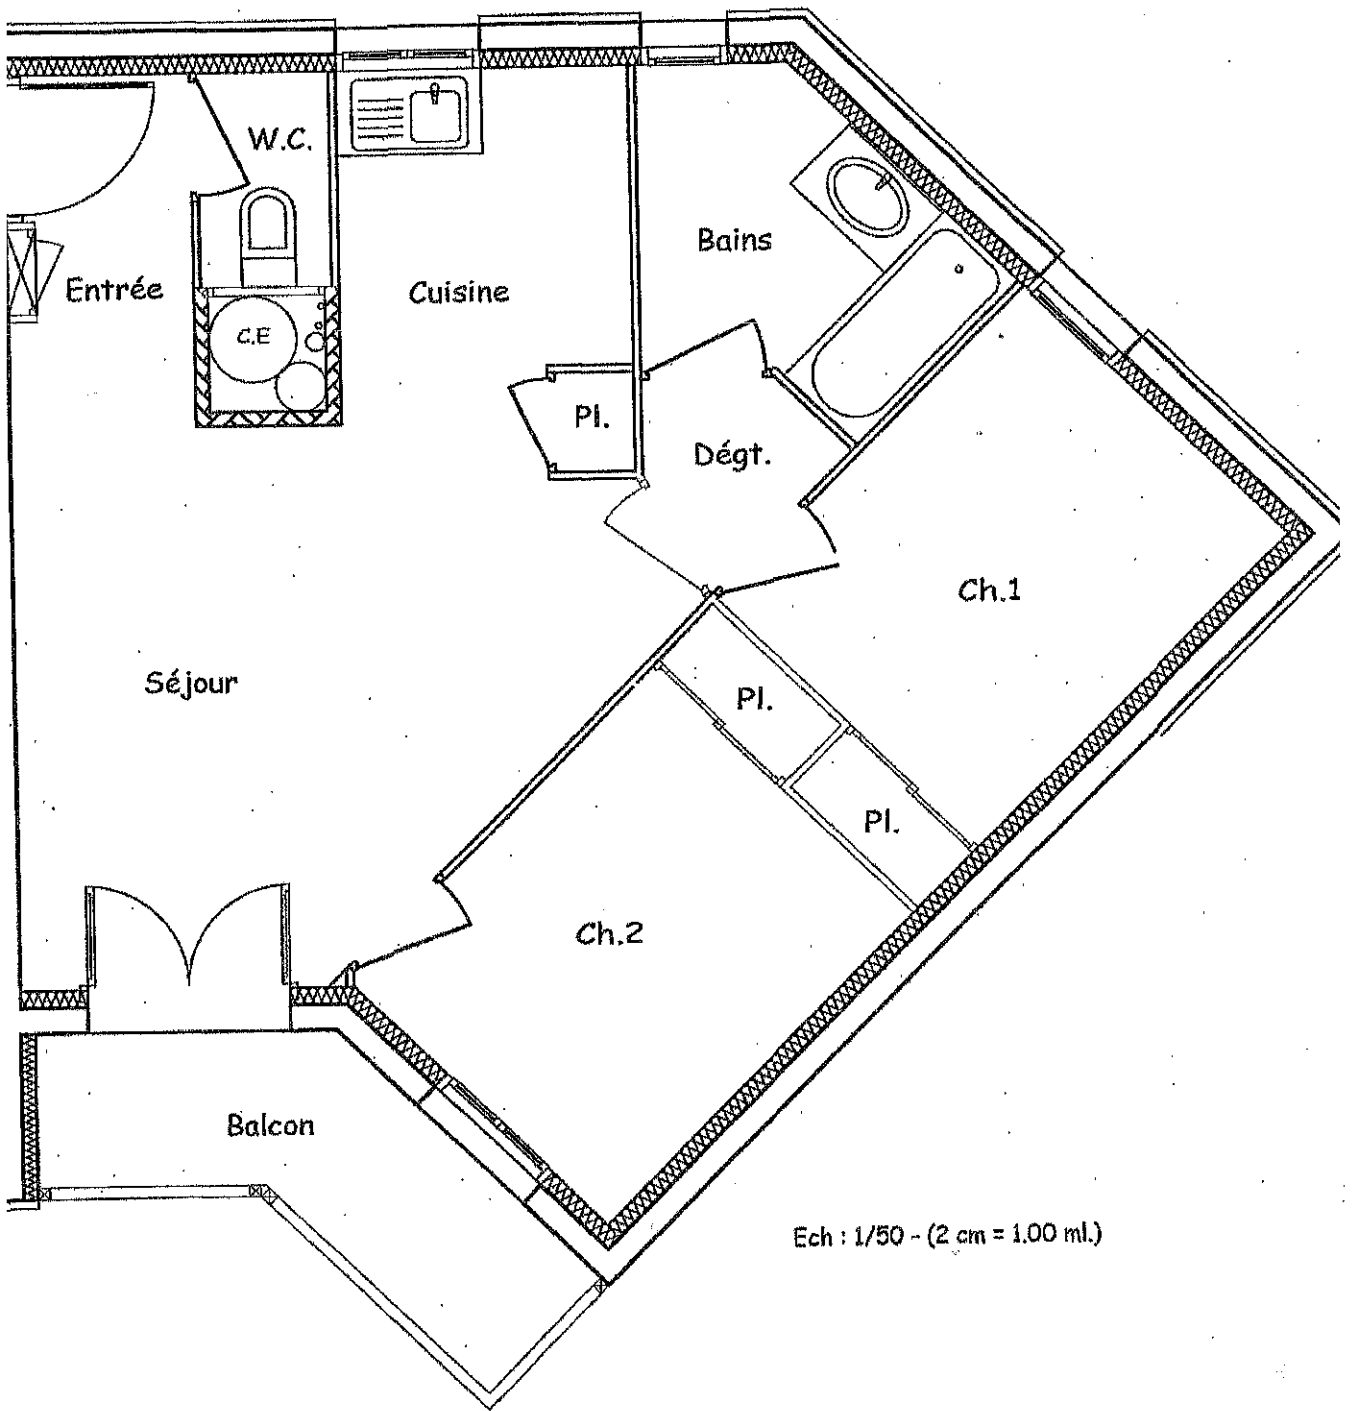 W.C.
Bains
Entrée
Cuisine
C.E
Pl.
Dégt.
Ch.1
Séjour
Pl.
Pl.
Ch.2
Balcon
Ech : 1/50 - (2 cm = 1.00 ml.)